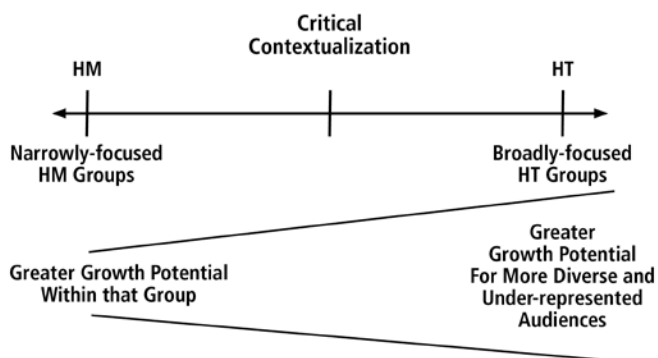 Critical
Contextualization
HM
HT
Narrowly-focused
HM Groups
Broadly-focused
HT Groups
Greater Growth Potential
Within that Group
Greater
Growth Potential
For More Diverse and
Under-represented
Audiences